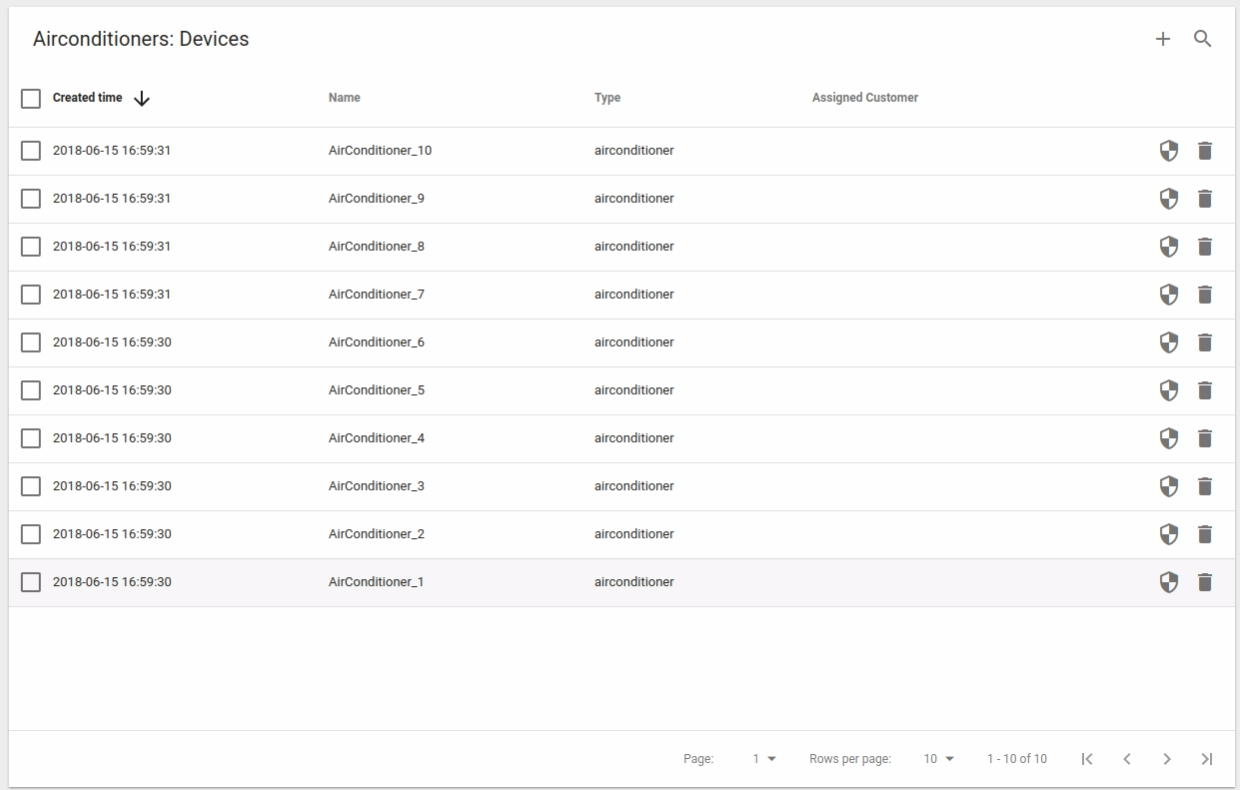 Airconditioners: Devices
Created time Name Type Assigned Customer
2018-06-15 16:59:31 AirConditioner_10 airconditioner
2018-06-15 16:59:31 AirConditioner_9 airconditioner
2018-06-15 16:59:31 AirConditioner_8 airconditioner
2018-06-15 16:59:31 AirConditioner_7 airconditioner
2018-06-15 16:59:30 AirConditioner_6 airconditioner
2018-06-15 16:59:30 AirConditioner_5 airconditioner
2018-06-15 16:59:30 AirConditioner_4 airconditioner
2018-06-15 16:59:30 AirConditioner_3 airconditioner
2018-06-15 16:59:30 AirConditioner_2 airconditioner
2018-06-15 16:59:30 AirConditioner_1 airconditioner
Page: 1 Rows per page: 10 1 - 10 of 10